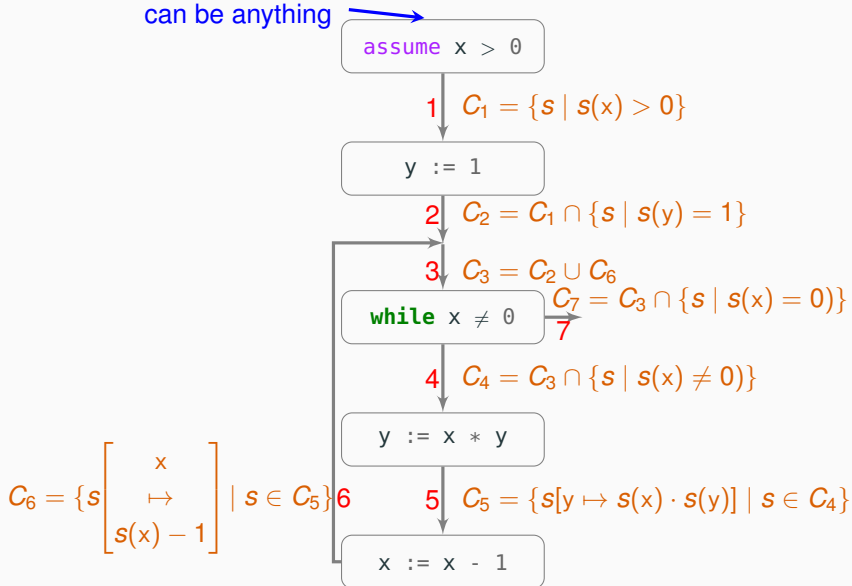 can be anything
assume x > 0
1 C₁ = {s | s(x) > 0}
y := 1
2 C₂ = C₁ ∩ {s | s(y) = 1}
3 C₃ = C₂ ∪ C₆
C₇ = C₃ ∩ {s | s(x) = 0)}
while x ≠ 0
7
4 C₄ = C₃ ∩ {s | s(x) ≠ 0)}
y := x * y
C₆ = {s[x ↦ s(x) − 1] | s ∈ C₅} 6
5 C₅ = {s[y ↦ s(x) · s(y)] | s ∈ C₄}
x := x - 1